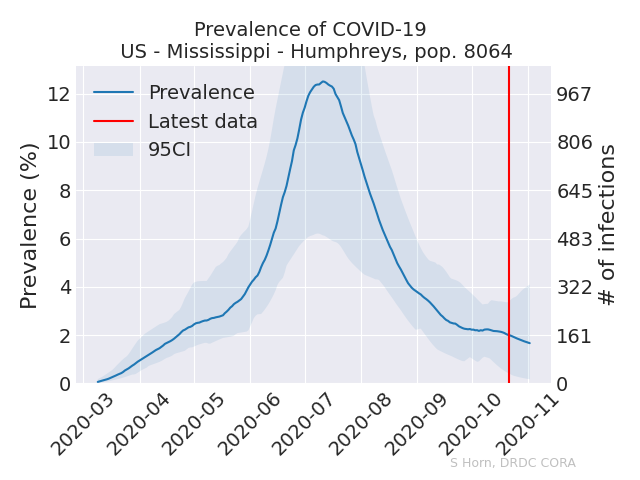 Prevalence of COVID-19
US - Mississippi - Humphreys, pop. 8064
Prevalence
Latest data
95CI
Prevalence (%)
12
10
8
6
4
2
0
967
806
645
483
322
161
0
# of infections
2020-03
2020-04
2020-05
2020-06
2020-07
2020-08
2020-09
2020-10
2020-11
S Horn, DRDC CORA